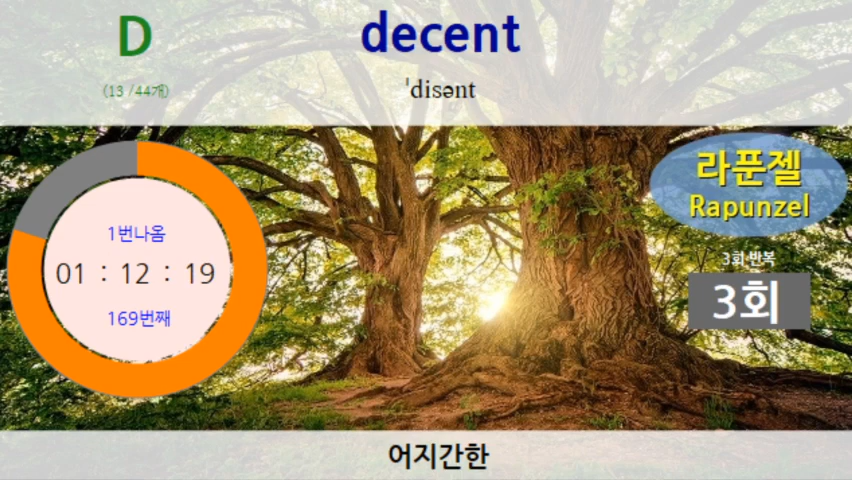 D
decent
(13 /44개)
ˈdisənt
라푼젤
Rapunzel
1번나옴
01 : 12 : 19
169번째
3회 반복
3회
어지간한